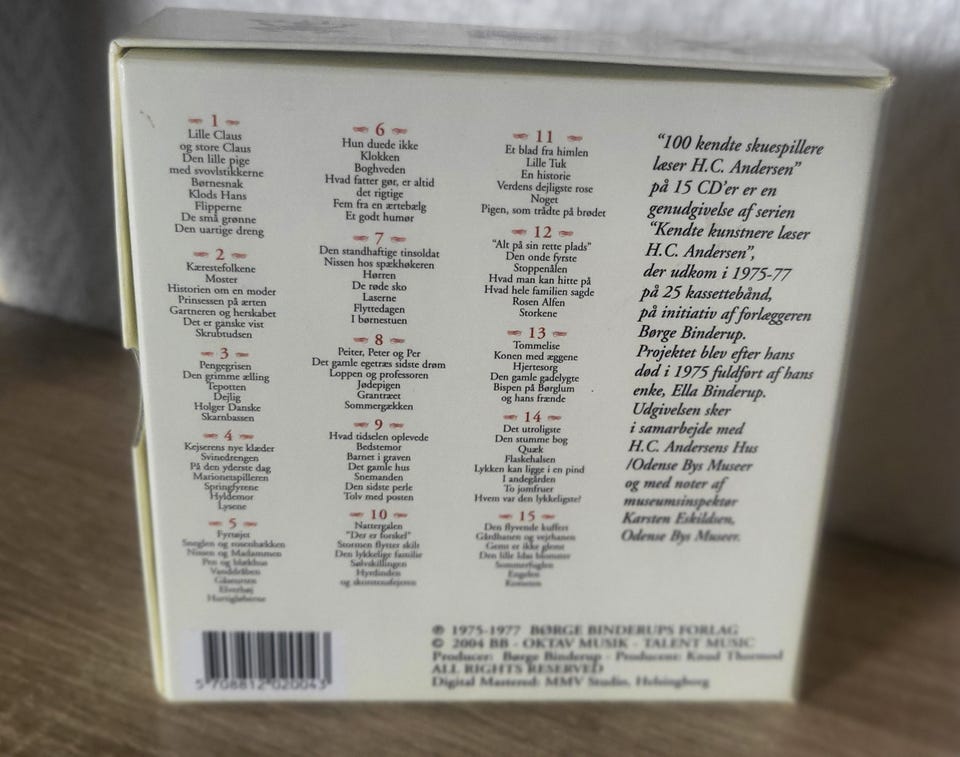 1
Lille Claus
og store Claus
Den lille pige
med svovlstikkerne
Børnesnak
Klods Hans
Flipperne
De små grønne
Den uartige dreng
2
Kærestefolkene
Moster
Historien om en moder
Prinsessen på ærten
Gartneren og herskabet
Det er ganske vist
Skrubtudsen
3
Pengegrisen
Den grimme ælling
Tepotten
Dejlig
Holger Danske
Skarnbassen
4
Kejserens nye klæder
Svinedrengen
På den yderste dag
Marionetspilleren
Springfyrene
Hyldemor
Lysene
5
Fyrtøjet
Sneglen og rosenhækken
Nissen og Madammen
Pen og blækhus
Vanddråben
Gåseurten
Elverhøj
Hurtigløberne
6
Hun duede ikke
Klokken
Boghveden
Hvad fatter gør, er altid
det rigtige
Fem fra en ærtebælg
Et godt humør
7
Den standhaftige tinsoldat
Nissen hos spækhøkeren
Hørren
De røde sko
Laserne
Flyttedagen
I børnestuen
8
Peiter, Peter og Per
Det gamle egetræs sidste drøm
Loppen og professoren
Jødepigen
Grantræet
Sommergækken
9
Hvad tidselen oplevede
Bedstemor
Barnet i graven
Det gamle hus
Snemanden
Den sidste perle
Tolv med posten
10
Nattergalen
"Der er forskel"
Stormen flytter skilt
Den lykkelige familie
Sølvskillingen
Hyrdinden
og skorstensfejeren
11
Et blad fra himlen
Lille Tuk
En historie
Verdens dejligste rose
Noget
Pigen, som trådte på brødet
12
"Alt på sin rette plads"
Den onde fyrste
Stoppenålen
Hvad man kan hitte på
Hvad hele familien sagde
Rosen Alfen
Storkene
13
Tommelise
Konen med æggene
Hjertesorg
Den gamle gadelygte
Bispen på Børglum
og hans frænde
14
Det utroligste
Den stumme bog
Quæk
Flaskehalsen
Lykken kan ligge i en pind
I andegården
To jomfruer
Hvem var den lykkeligste?
15
Den flyvende kuffert
Gårdhanen og vejrhanen
Gemt er ikke glemt
Den lille Idas blomster
Sommerfuglen
Engelen
Kometen
"100 kendte skuespillere
læser H.C. Andersen"
på 15 CD'er er en
genudgivelse af serien
"Kendte kunstnere læser
H.C. Andersen",
der udkom i 1975-77
på 25 kassettebånd,
på initiativ af forlæggeren
Børge Binderup.
Projektet blev efter hans
død i 1975 fuldført af hans
enke, Ella Binderup.
Udgivelsen sker
i samarbejde med
H.C. Andersens Hus
/Odense Bys Museer
og med noter af
museumsinspektør
Karsten Eskildsen,
Odense Bys Museer.
5 708812 020043
℗ 1975-1977 BØRGE BINDERUPS FORLAG
© 2004 BB - OKTAV MUSIK - TALENT MUSIC
Producer: Børge Binderup - Producent: Knud Thormod
ALL RIGHTS RESERVED
Digital Mastered: MMV Studio, Helsingborg